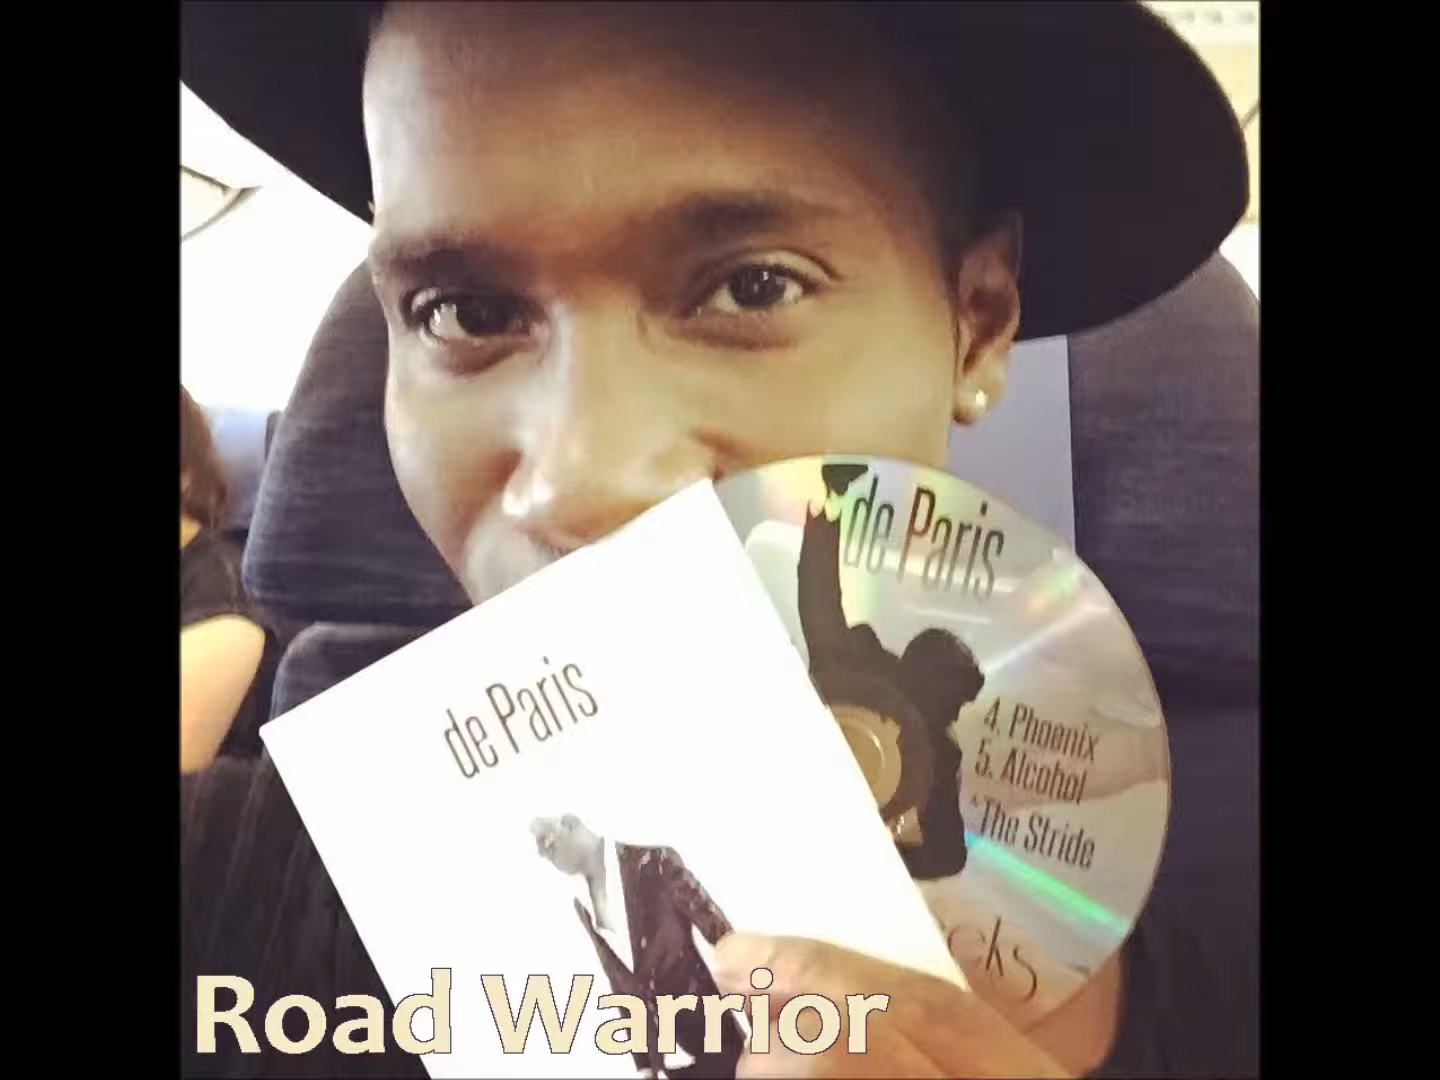 de Paris
4. Phoenix
5. Alcohol
The Stride
de Paris
Road Warrior